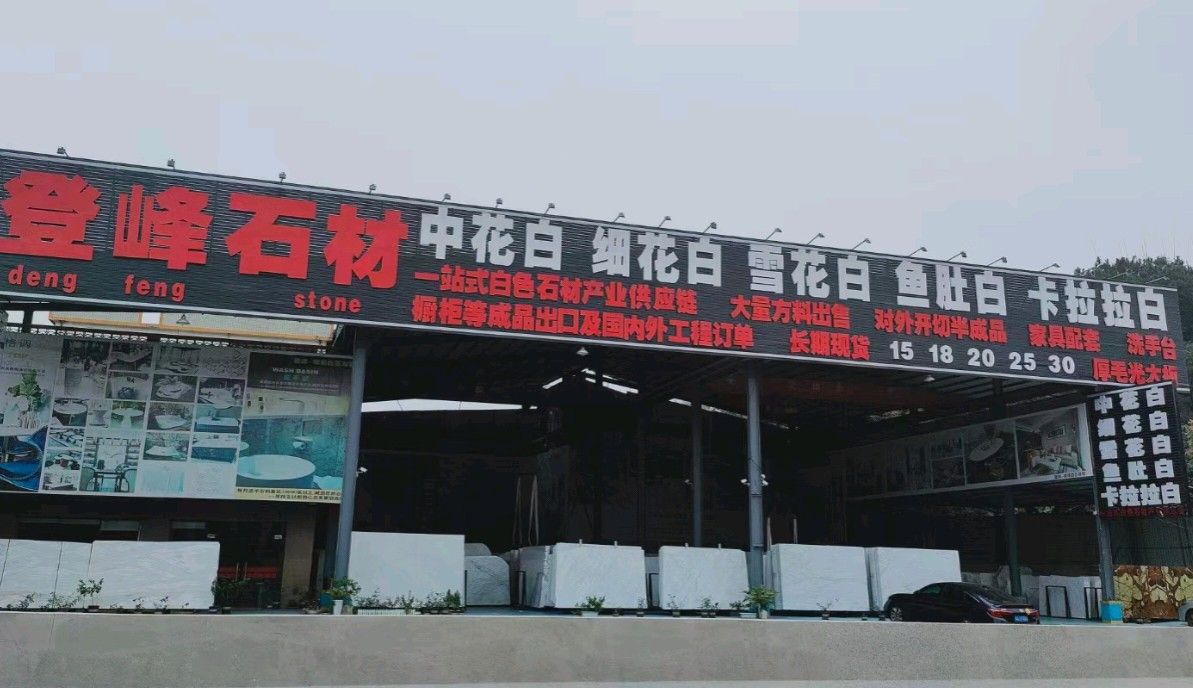 登峰石材
deng feng stone
中花白 细花白 雪花白 鱼肚白 卡拉拉白
一站式白色石材产业供应链 大量方料出售 对外开切半成品 家具配套 洗手台
橱柜等成品出口及国内外工程订单 长期现货 15 18 20 25 30 厚毛光大板
WASH BASIN
中花白
细花白
雪花白
鱼肚白
卡拉拉白